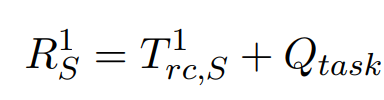 $R_S^1 = T_{rc,S}^1 + Q_{task}$